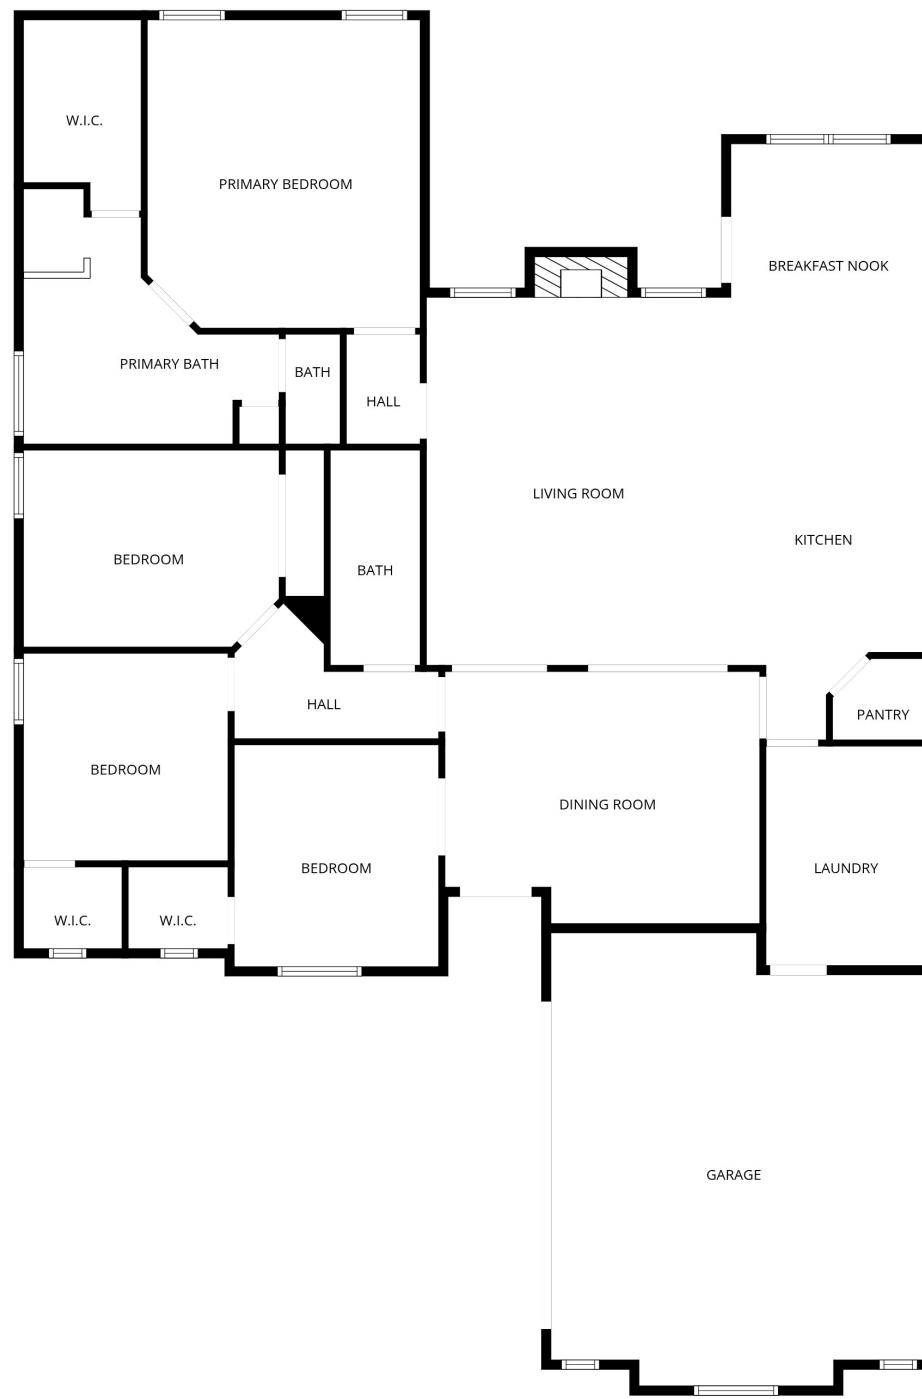 W.I.C.
PRIMARY BEDROOM
BREAKFAST NOOK
PRIMARY BATH
BATH
HALL
LIVING ROOM
KITCHEN
BEDROOM
BATH
HALL
PANTRY
BEDROOM
DINING ROOM
BEDROOM
LAUNDRY
W.I.C.
W.I.C.
GARAGE